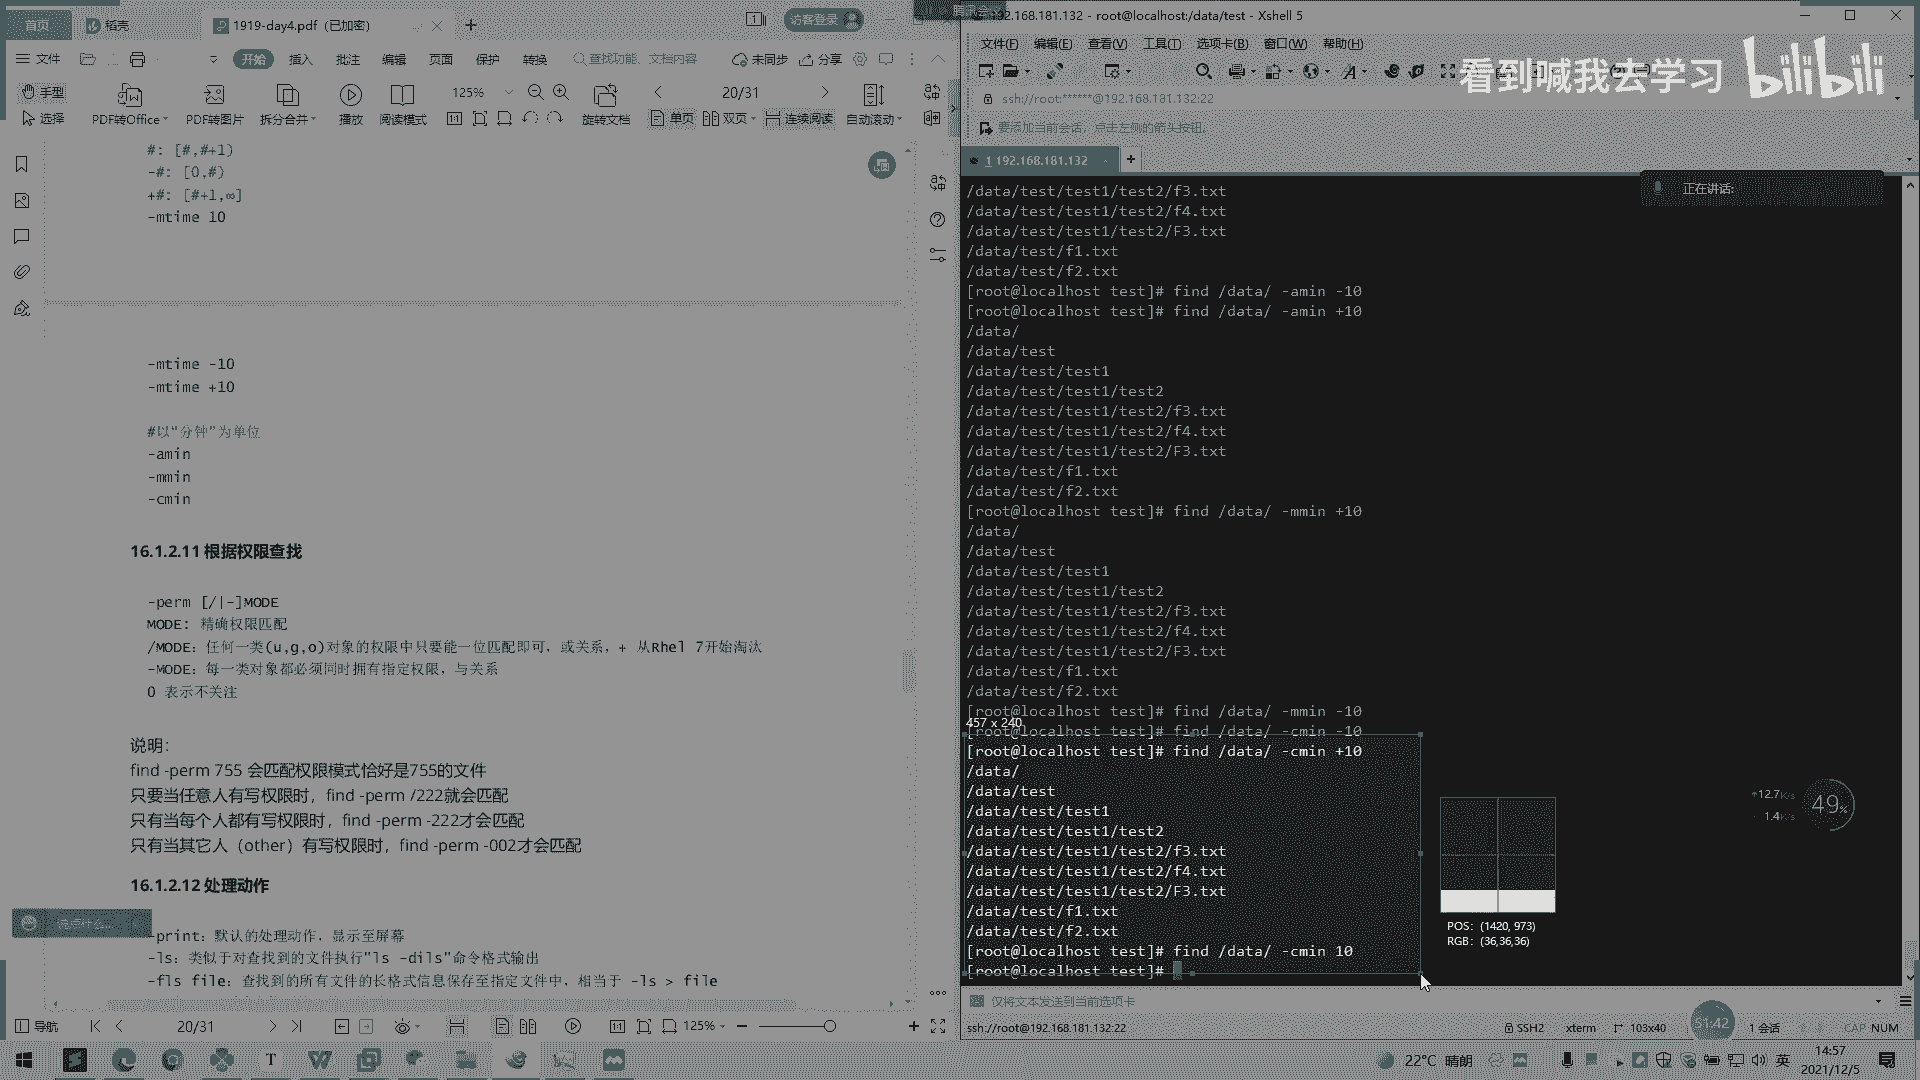 首页
稻壳
1919-day4.pdf (已加密)
访客登录
文件
开始
插入
批注
编辑
页面
保护
转换
查找功能、文档内容
未同步
分享
手型
选择
PDF转Office
PDF转图片
拆分合并
播放
阅读模式
125%
20/31
旋转文档
单页
双页
连续阅读
自动滚动
#: [#,#+1)
-#: [0,#)
+#: [#+1,∞]
-mtime 10
-mtime -10
-mtime +10
#以“分钟”为单位
-amin
-mmin
-cmin
16.1.2.11 根据权限查找
-perm [/|-]MODE
MODE: 精确权限匹配
/MODE: 任何一类(u,g,o)对象的权限中只要能一位匹配即可, 或关系, + 从Rhel 7开始淘汰
-MODE: 每一类对象都必须同时拥有指定权限, 与关系
0 表示不关注
说明:
find -perm 755 会匹配权限模式恰好是755的文件
只要当任意人有写权限时，find -perm /222就会匹配
只有当每个人都有写权限时，find -perm -222才会匹配
只有当其它人（other）有写权限时，find -perm -002才会匹配
16.1.2.12 处理动作
-print: 默认的处理动作, 显示至屏幕
-ls: 类似于对查找到的文件执行"ls -dils"命令格式输出
-fls file: 查找到的所有文件的长格式信息保存至指定文件中, 相当于 -ls > file
导航
20/31
125%
192.168.181.132 - root@localhost:/data/test - Xshell 5
文件(F)
编辑(E)
查看(V)
工具(T)
选项卡(B)
窗口(W)
帮助(H)
看到喊我去学习
bilibili
ssh://root:******@192.168.181.132:22
要添加当前会话，点击左侧的箭头按钮。
1 192.168.181.132
正在讲话:
/data/test/test1/test2/f3.txt
/data/test/test1/test2/f4.txt
/data/test/test1/test2/F3.txt
/data/test/f1.txt
/data/test/f2.txt
[root@localhost test]# find /data/ -amin -10
[root@localhost test]# find /data/ -amin +10
/data/
/data/test
/data/test/test1
/data/test/test1/test2
/data/test/test1/test2/f3.txt
/data/test/test1/test2/f4.txt
/data/test/test1/test2/F3.txt
/data/test/f1.txt
/data/test/f2.txt
[root@localhost test]# find /data/ -mmin +10
/data/
/data/test
/data/test/test1
/data/test/test1/test2
/data/test/test1/test2/f3.txt
/data/test/test1/test2/f4.txt
/data/test/test1/test2/F3.txt
/data/test/f1.txt
/data/test/f2.txt
[root@localhost test]# find /data/ -mmin -10
457 x 240
[root@localhost test]# find /data/ -cmin -10
[root@localhost test]# find /data/ -cmin +10
/data/
/data/test
/data/test/test1
/data/test/test1/test2
/data/test/test1/test2/f3.txt
/data/test/test1/test2/f4.txt
/data/test/test1/test2/F3.txt
/data/test/f1.txt
/data/test/f2.txt
[root@localhost test]# find /data/ -cmin 10
[root@localhost test]#
POS: (1420, 973)
RGB: (36,36,36)
12.7K/s
1.4K/s
49%
仅将文本发送到当前选项卡
ssh://root@192.168.181.132:22
SSH2
xterm
103x40
51:42
1 会话
CAP
NUM
22°C 晴朗
英
14:57
2021/12/5